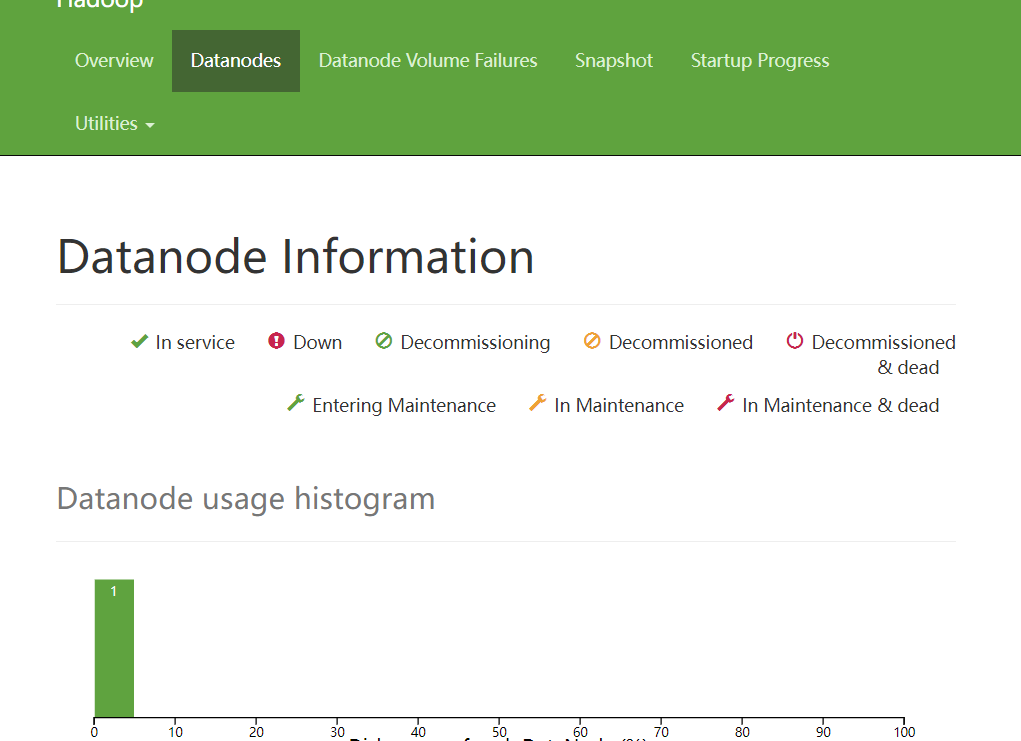 Hadoop
Overview Datanodes Datanode Volume Failures Snapshot Startup Progress
Utilities
Datanode Information
In service Down Decommissioning Decommissioned Decommissioned
& dead
Entering Maintenance In Maintenance In Maintenance & dead
Datanode usage histogram
1
0 10 20 30 40 50 60 70 80 90 100